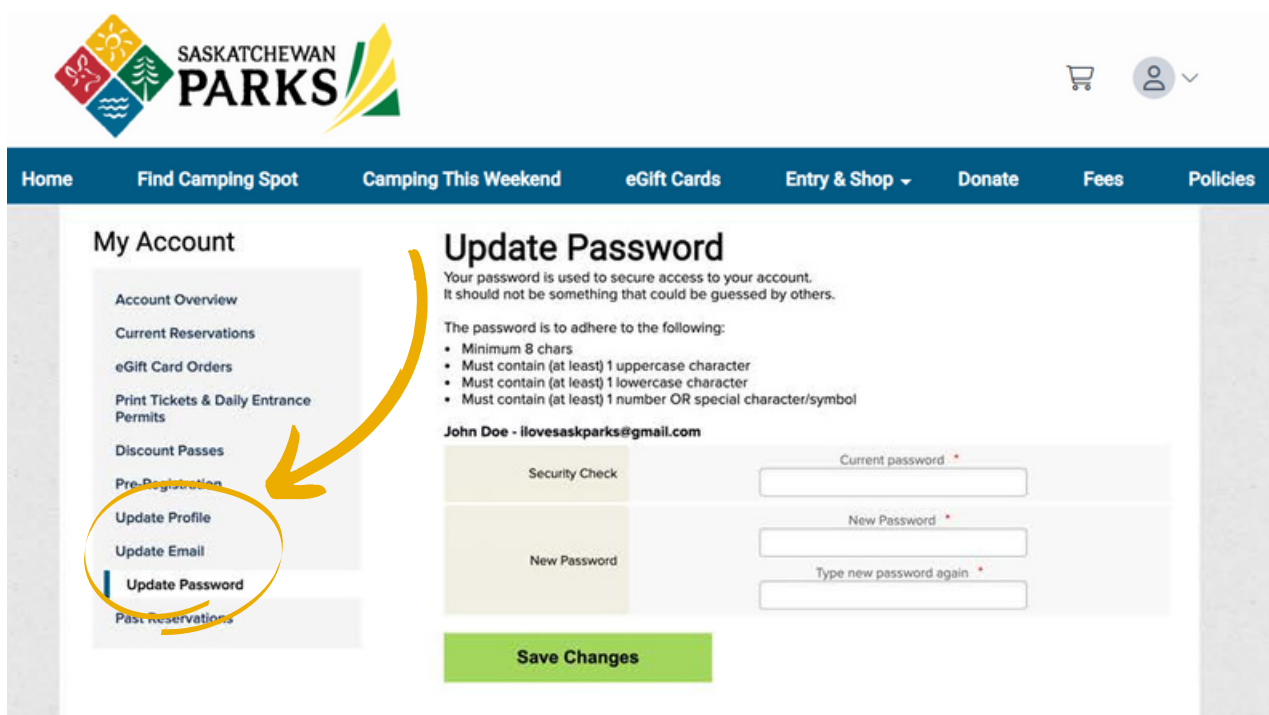 SASKATCHEWAN
PARKS
Home Find Camping Spot Camping This Weekend eGift Cards Entry & Shop Donate Fees Policies
My Account
Account Overview
Current Reservations
eGift Card Orders
Print Tickets & Daily Entrance
Permits
Discount Passes
Pre-Registration
Update Profile
Update Email
Update Password
Past Reservations
Update Password
Your password is used to secure access to your account.
It should not be something that could be guessed by others.
The password is to adhere to the following:
• Minimum 8 chars
• Must contain (at least) 1 uppercase character
• Must contain (at least) 1 lowercase character
• Must contain (at least) 1 number OR special character/symbol
John Doe - ilovesaskparks@gmail.com
Security Check
Current password *
New Password
New Password *
Type new password again *
Save Changes